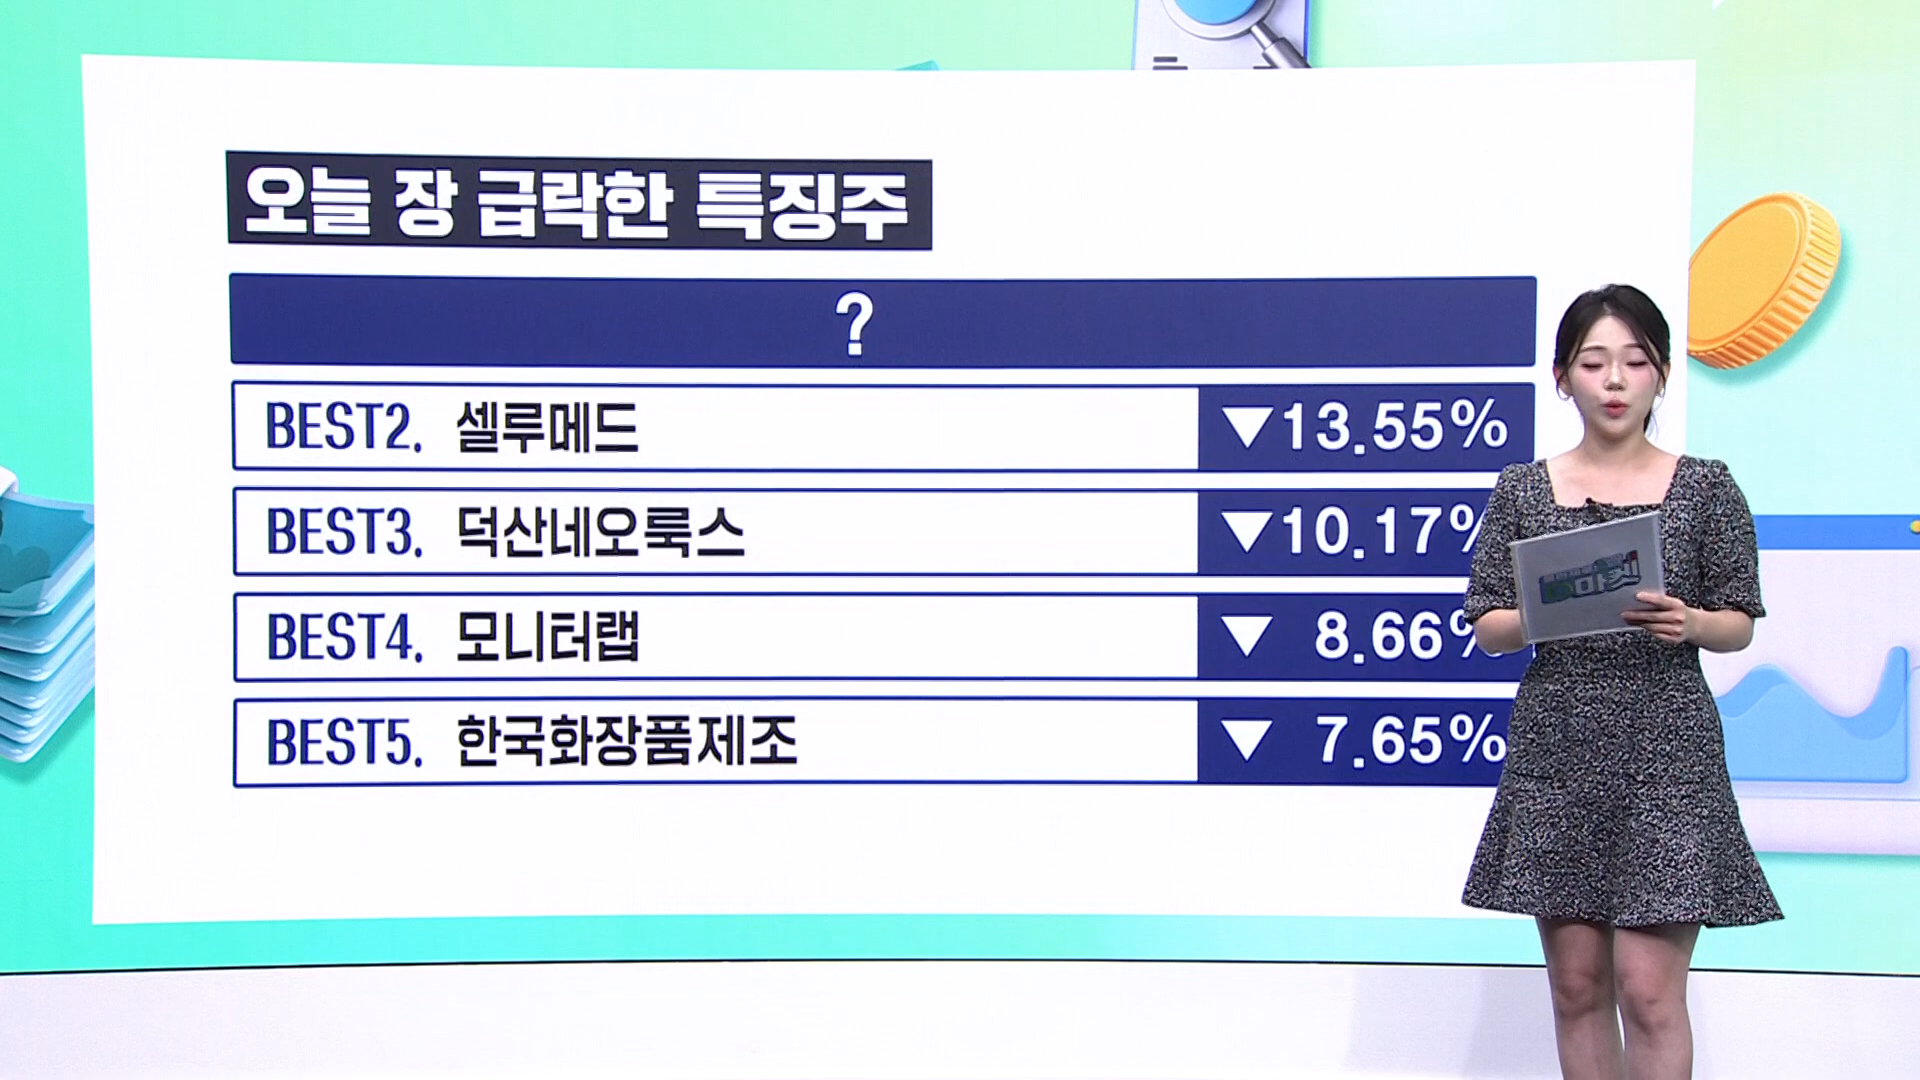 오늘 장 급락한 특징주
?
BEST2. 셀루메드 ▼13.55%
BEST3. 덕산네오룩스 ▼10.17%
BEST4. 모니터랩 ▼ 8.66%
BEST5. 한국화장품제조 ▼ 7.65%